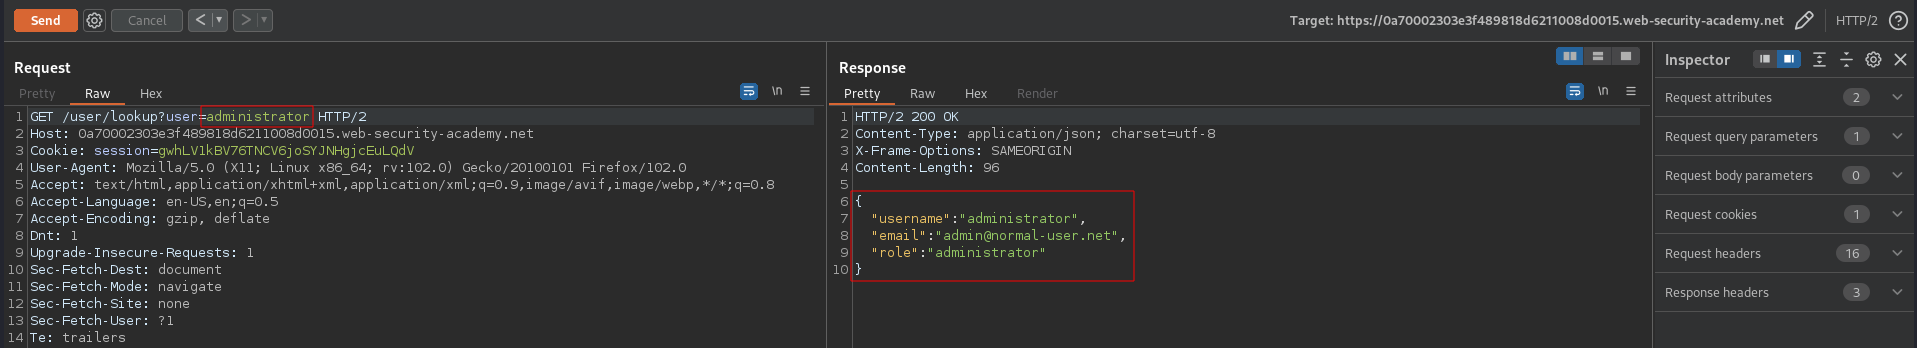 Send Cancel < > Target: https://0a70002303e3f489818d6211008d0015.web-security-academy.net HTTP/2 ?
Request
Pretty Raw Hex \n
1 GET /user/lookup?user=administrator HTTP/2
2 Host: 0a70002303e3f489818d6211008d0015.web-security-academy.net
3 Cookie: session=gwhLV1kBV76TNCV6joSYJNHgjcEuLQdV
4 User-Agent: Mozilla/5.0 (X11; Linux x86_64; rv:102.0) Gecko/20100101 Firefox/102.0
5 Accept: text/html,application/xhtml+xml,application/xml;q=0.9,image/avif,image/webp,*/*;q=0.8
6 Accept-Language: en-US,en;q=0.5
7 Accept-Encoding: gzip, deflate
8 Dnt: 1
9 Upgrade-Insecure-Requests: 1
10 Sec-Fetch-Dest: document
11 Sec-Fetch-Mode: navigate
12 Sec-Fetch-Site: none
13 Sec-Fetch-User: ?1
14 Te: trailers
Response
Pretty Raw Hex Render \n
1 HTTP/2 200 OK
2 Content-Type: application/json; charset=utf-8
3 X-Frame-Options: SAMEORIGIN
4 Content-Length: 96
5
6 {
7 "username":"administrator",
8 "email":"admin@normal-user.net",
9 "role":"administrator"
10 }
Inspector
Request attributes 2
Request query parameters 1
Request body parameters 0
Request cookies 1
Request headers 16
Response headers 3